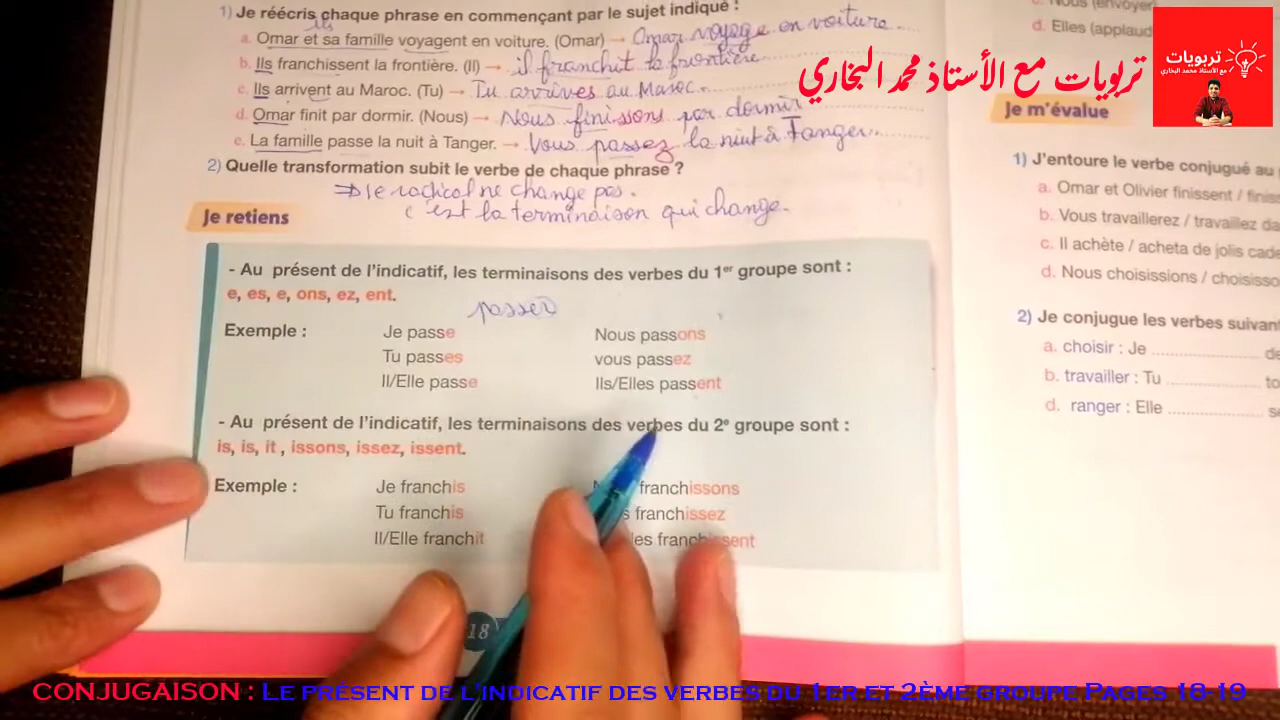 1) Je réécris chaque phrase en commençant par le sujet indiqué :
ils
a. Omar et sa famille voyagent en voiture. (Omar) → Omar voyage en voiture
b. Ils franchissent la frontière. (Il) → il franchit la frontière
c. Ils arrivent au Maroc. (Tu) → Tu arrives au Maroc.
d. Omar finit par dormir. (Nous) → Nous finissons par dormir
e. La famille passe la nuit à Tanger. → Vous passez la nuit à Tanger
2) Quelle transformation subit le verbe de chaque phrase ?
⇒ le radical ne change pas.
c'est la terminaison qui change.
Je retiens
- Au présent de l'indicatif, les terminaisons des verbes du 1er groupe sont :
e, es, e, ons, ez, ent.
passer
Exemple : Je passe Nous passons
Tu passes vous passez
Il/Elle passe Ils/Elles passent
- Au présent de l'indicatif, les terminaisons des verbes du 2e groupe sont :
is, is, it , issons, issez, issent.
Exemple : Je franchis franchissons
Tu franchis franchissez
Il/Elle franchit franchissent
18
c. Nous (envoyer)
d. Elles (applaud
تربويات مع الأستاذ محمد البخاري
تربويات
مع الأستاذ محمد البخاري
Je m'évalue
1) J'entoure le verbe conjugué au
a. Omar et Olivier finissent / finis
b. Vous travaillerez / travaillez da
c. Il achète / acheta de jolis cade
d. Nous choisissions / choisisso
2) Je conjugue les verbes suivan
a. choisir : Je .................... de
b. travailler : Tu .................... to
d. ranger : Elle .................... s
CONJUGAISON : Le présent de l'indicatif des verbes du 1er et 2ème groupe Pages 18-19